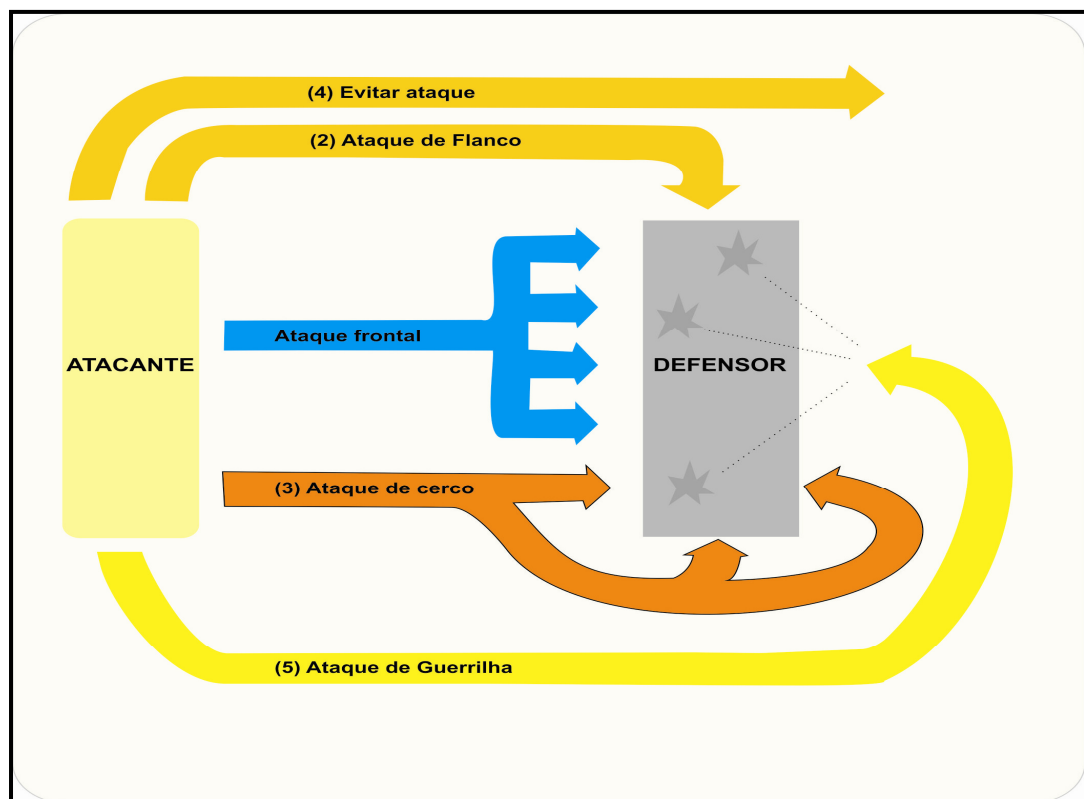 (4) Evitar ataque
(2) Ataque de Flanco
Ataque frontal
ATACANTE
DEFENSOR
(3) Ataque de cerco
(5) Ataque de Guerrilha